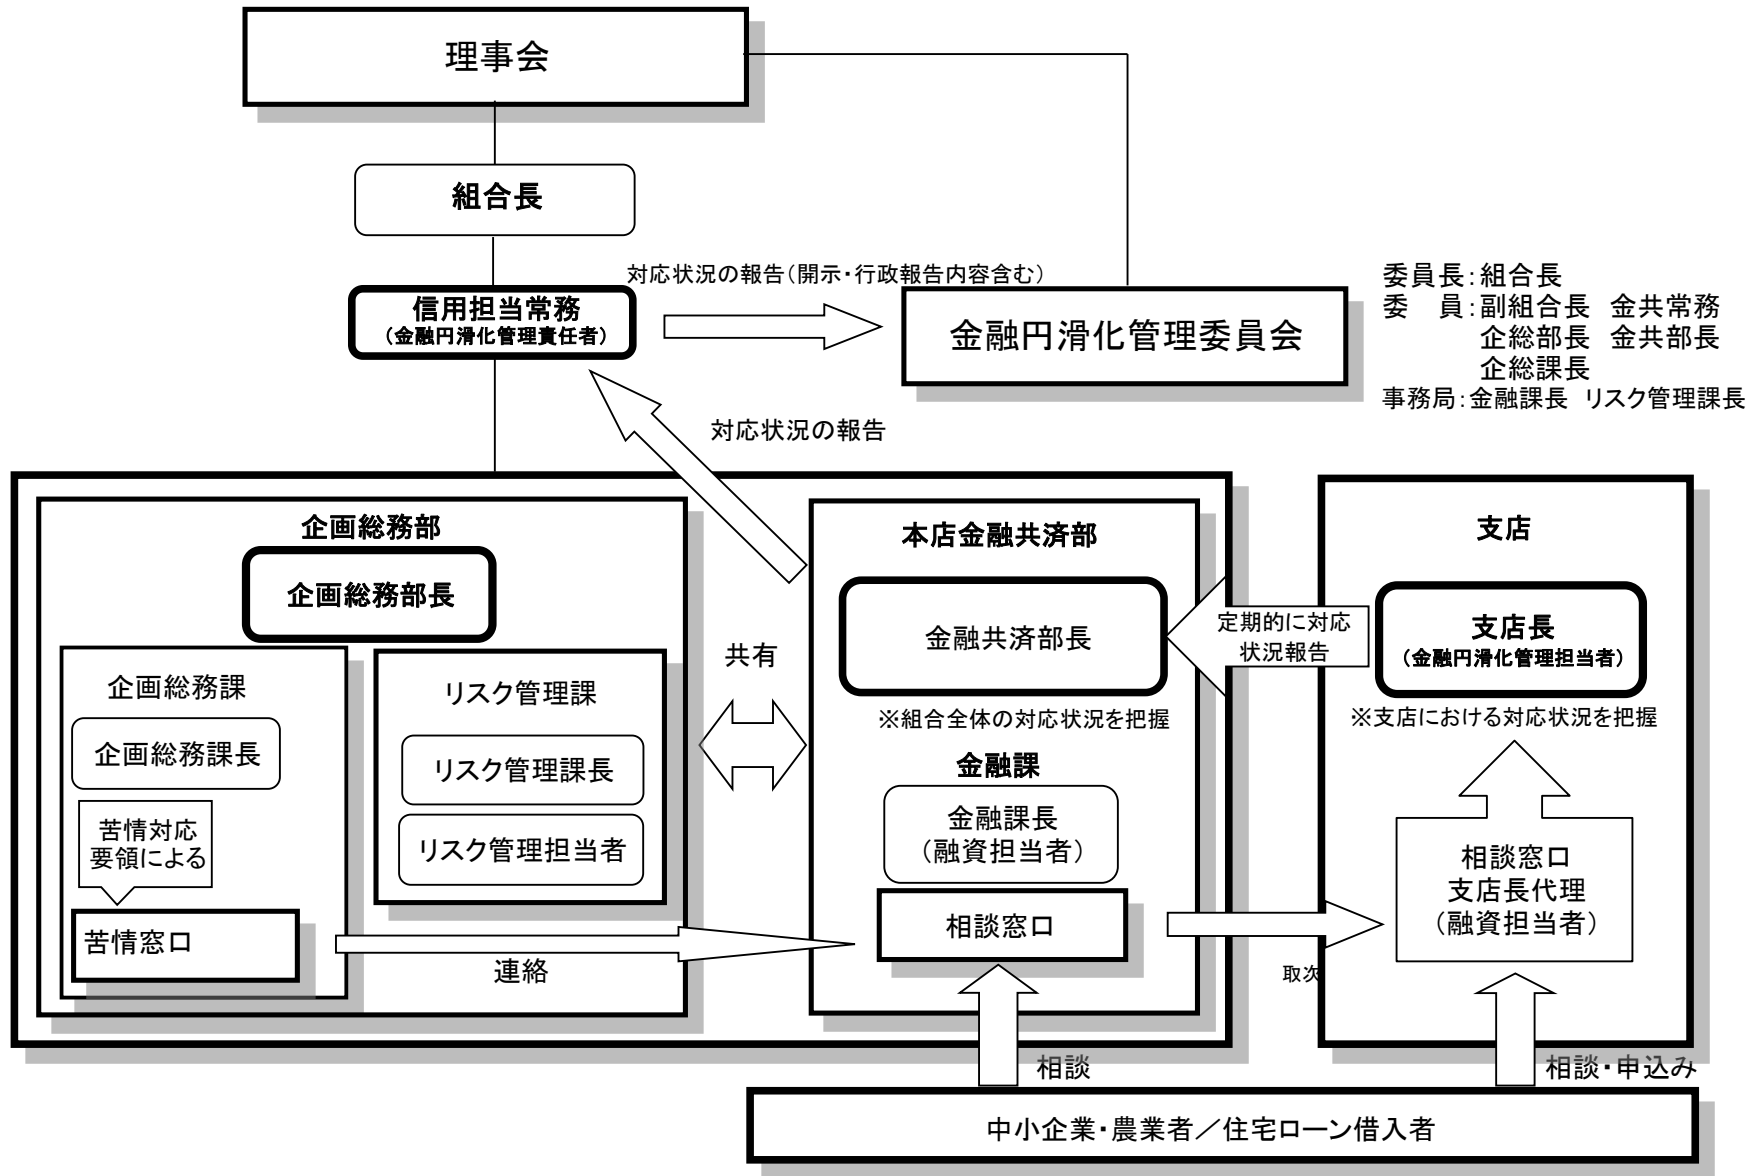 理事会
組合長
信用担当常務
(金融円滑化管理責任者)
対応状況の報告(開示・行政報告内容含む)
金融円滑化管理委員会
委員長:組合長
委　員:副組合長　金共常務
企総部長　金共部長
企総課長
事務局:金融課長　リスク管理課長
対応状況の報告
企画総務部
企画総務部長
企画総務課
企画総務課長
苦情対応
要領による
苦情窓口
リスク管理課
リスク管理課長
リスク管理担当者
連絡
共有
本店金融共済部
金融共済部長
※組合全体の対応状況を把握
金融課
金融課長
(融資担当者)
相談窓口
定期的に対応
状況報告
取次
支店
支店長
(金融円滑化管理担当者)
※支店における対応状況を把握
相談窓口
支店長代理
(融資担当者)
相談
相談・申込み
中小企業・農業者/住宅ローン借入者